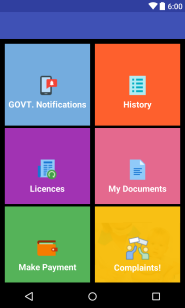 6:00
GOVT. Notifications
History
Licences
My Documents
Make Payment
Complaints!